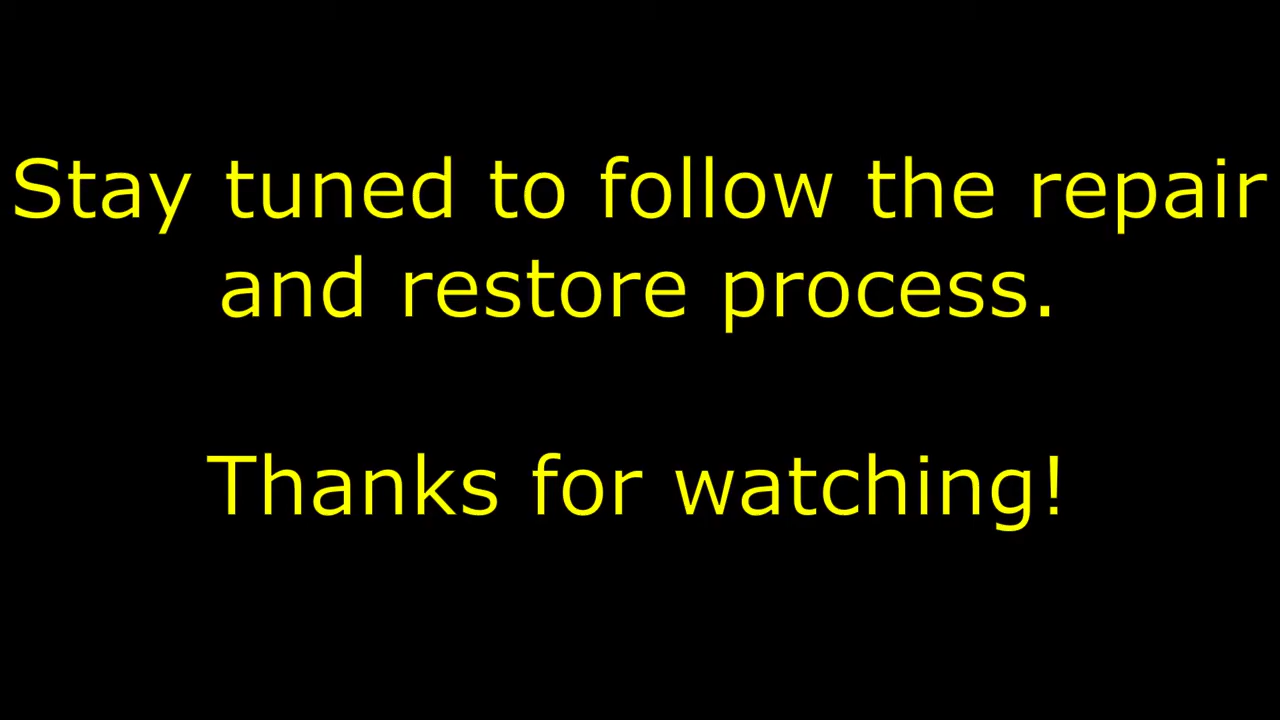 Stay tuned to follow the repair
and restore process.
Thanks for watching!